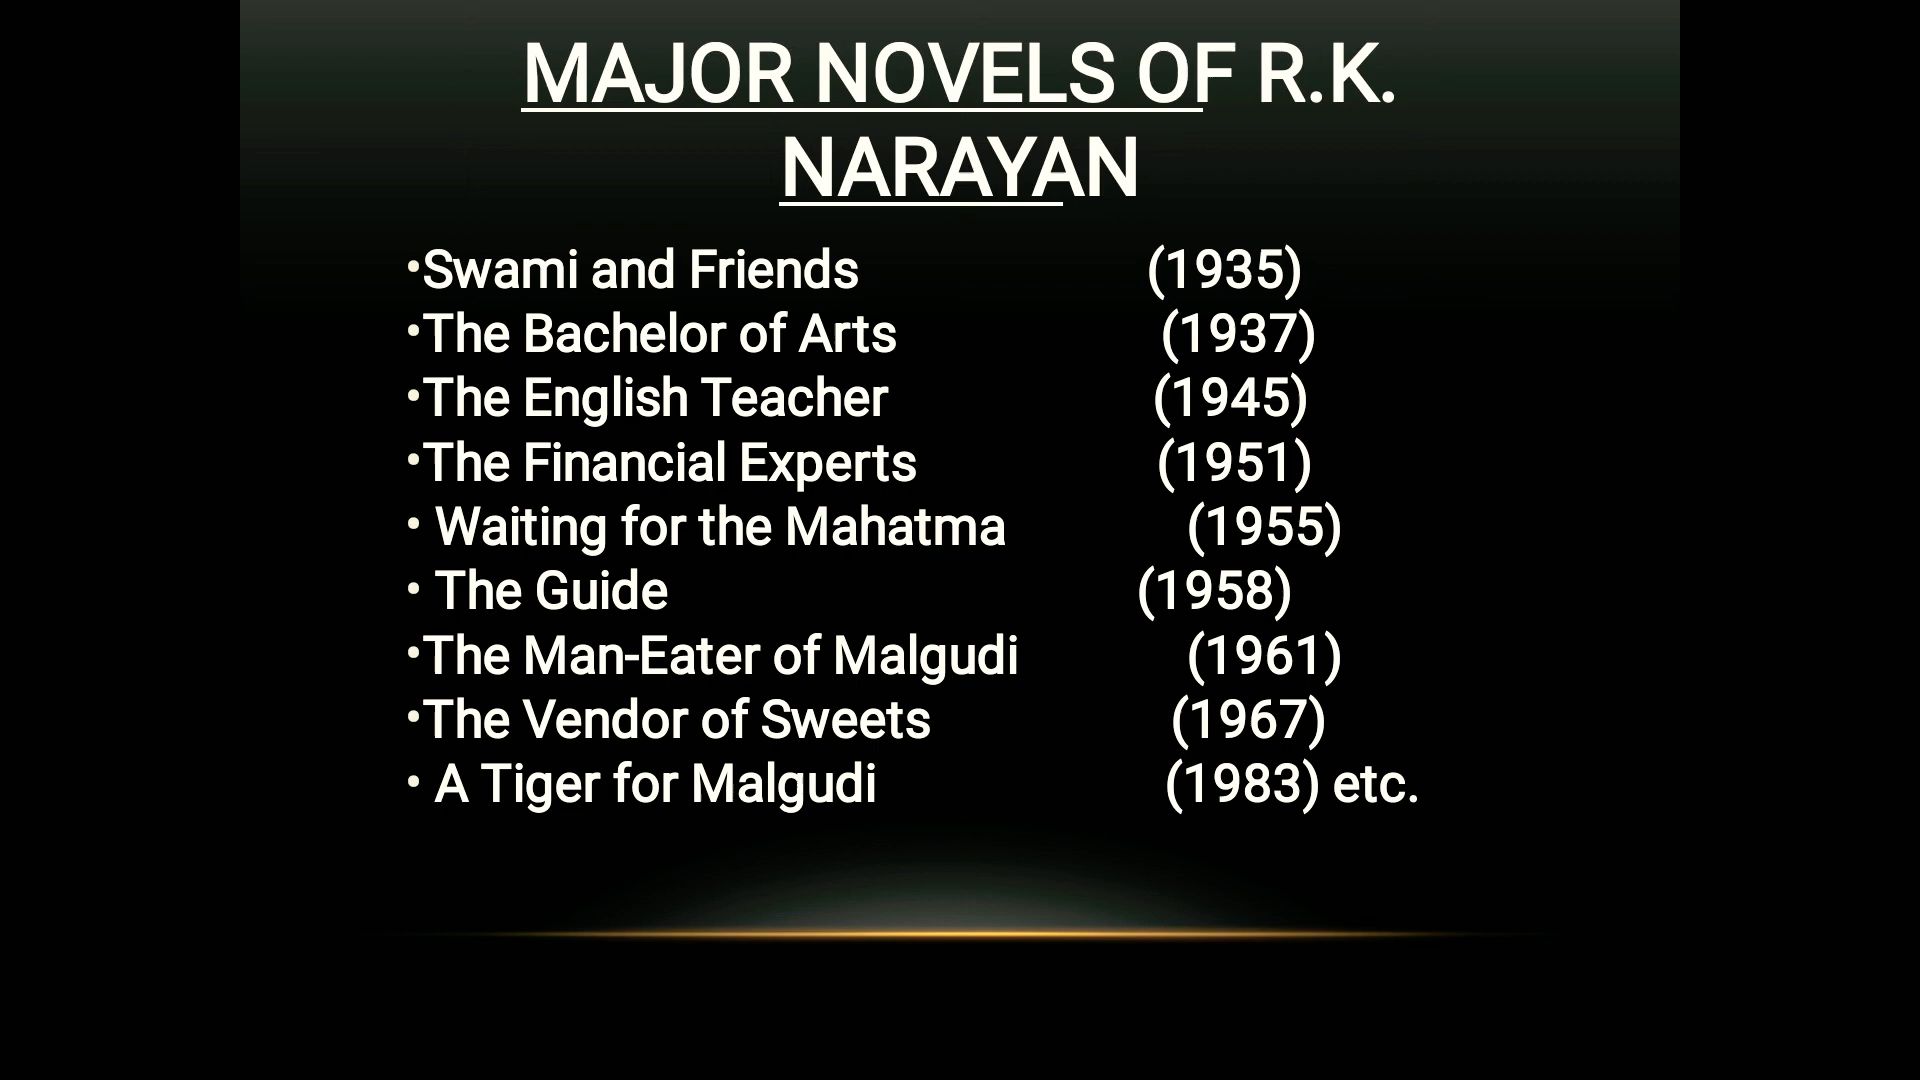 MAJOR NOVELS OF R.K.
NARAYAN
•Swami and Friends (1935)
•The Bachelor of Arts (1937)
•The English Teacher (1945)
•The Financial Experts (1951)
• Waiting for the Mahatma (1955)
• The Guide (1958)
•The Man-Eater of Malgudi (1961)
•The Vendor of Sweets (1967)
• A Tiger for Malgudi (1983) etc.